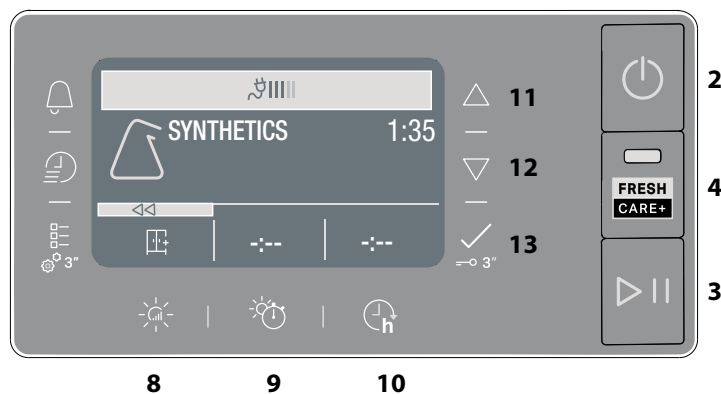 2
11
SYNTHETICS 1:35
12
FRESH
CARE+
4
-:-- -:--
13
3"
3"
3
h
8 9 10